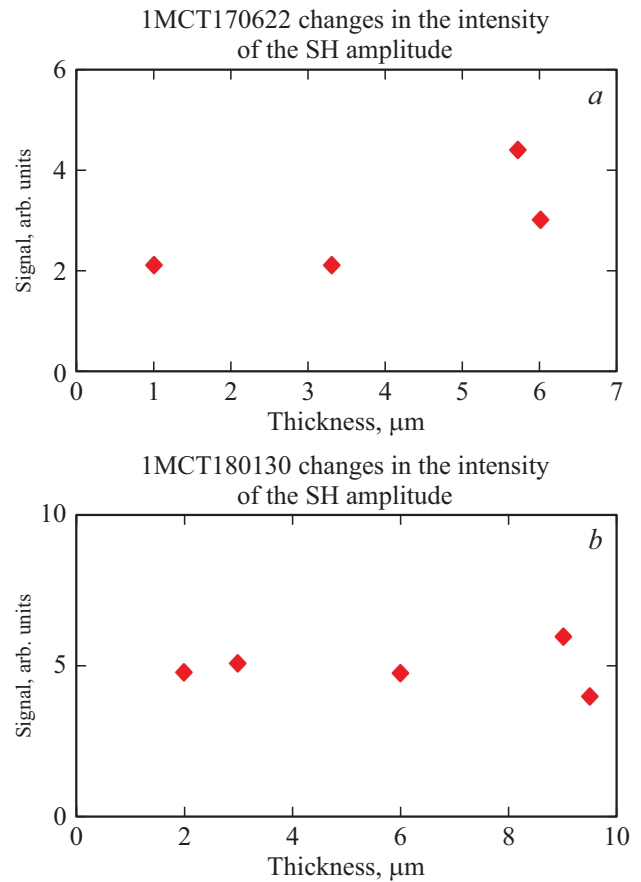 1MCT170622 changes in the intensity
of the SH amplitude
a
6
4
2
0
Signal, arb. units
0 1 2 3 4 5 6 7
Thickness, μm
1MCT180130 changes in the intensity
of the SH amplitude
b
10
5
0
Signal, arb. units
0 2 4 6 8 10
Thickness, μm